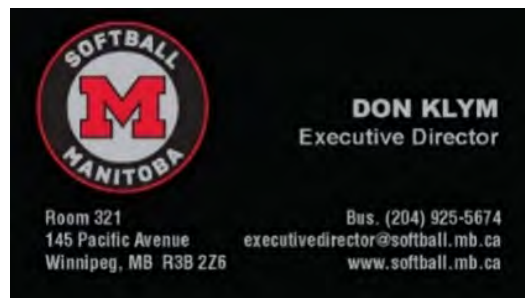 SOFTBALL
M
MANITOBA
DON KLYM
Executive Director
Room 321
145 Pacific Avenue
Winnipeg, MB R3B 2Z6
Bus. (204) 925-5674
executivedirector@softball.mb.ca
www.softball.mb.ca